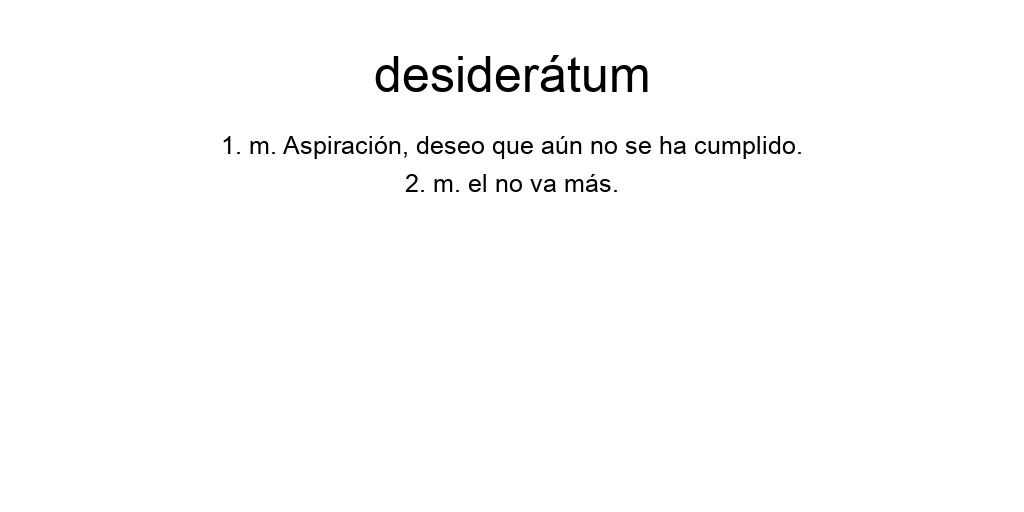 desiderátum
1. m. Aspiración, deseo que aún no se ha cumplido.
2. m. el no va más.